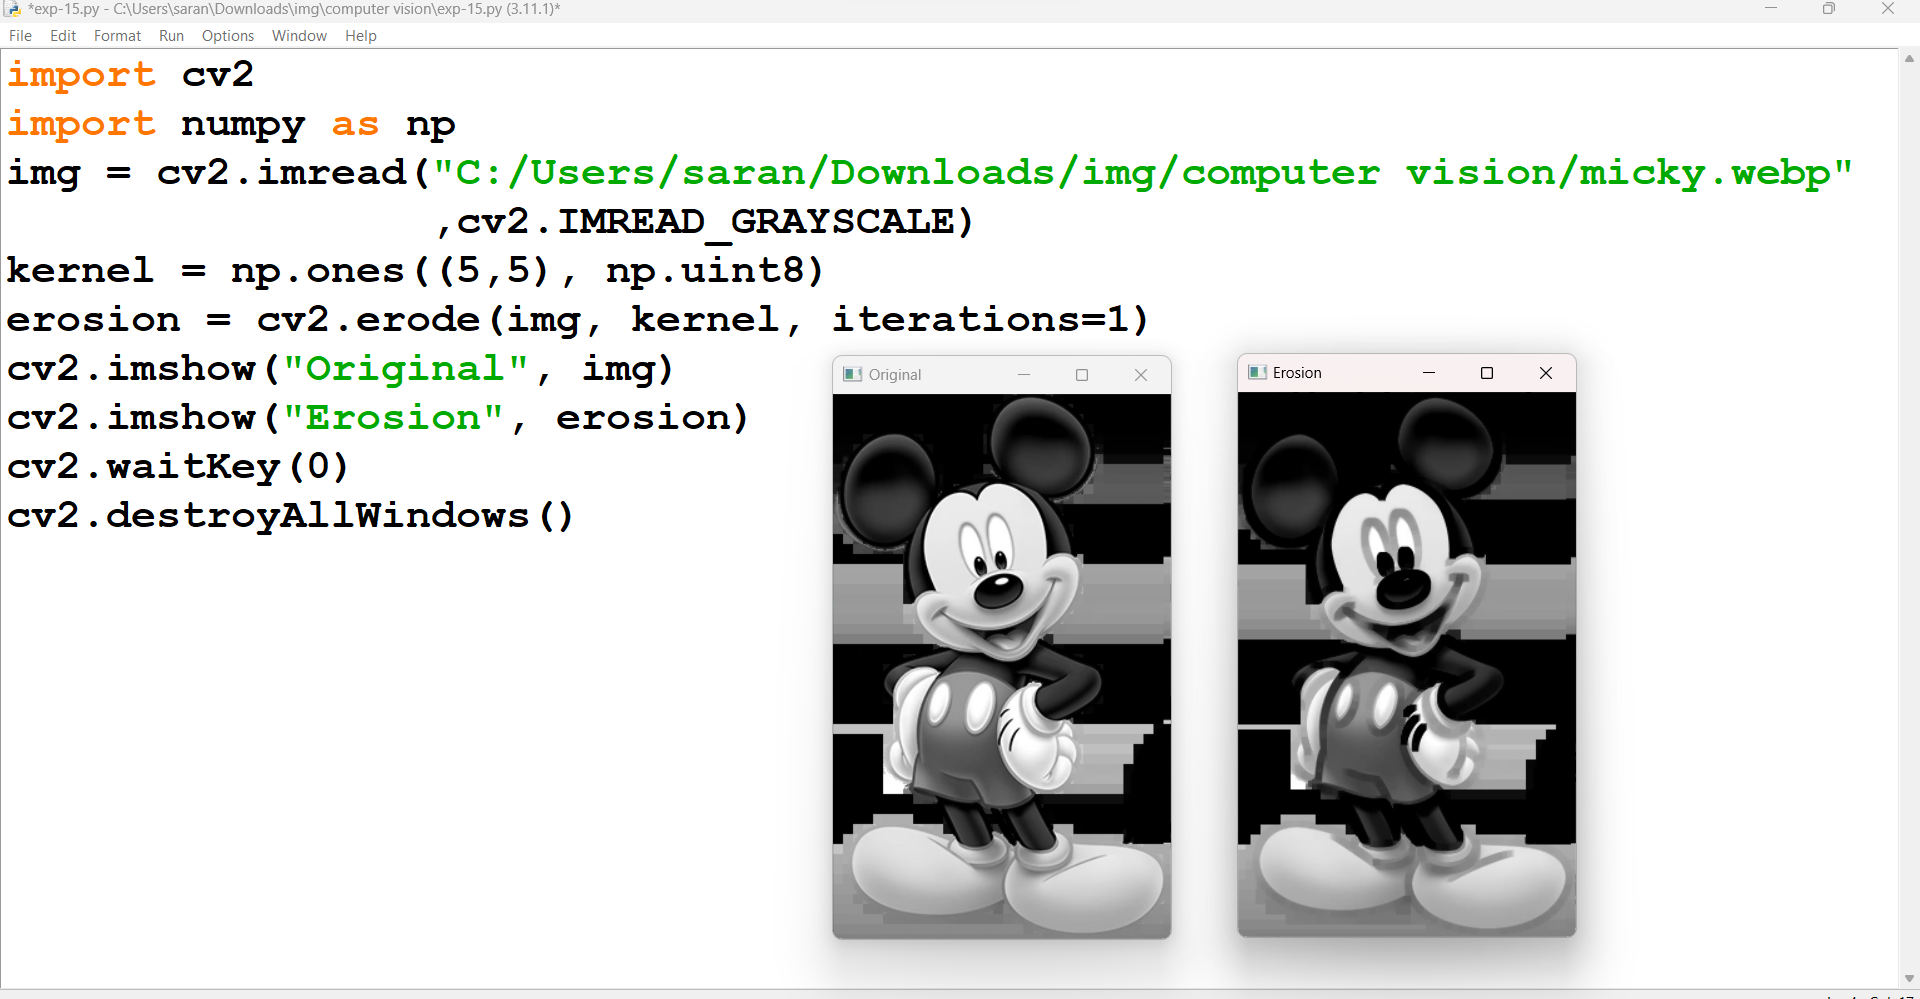 *exp-15.py - C:\Users\saran\Downloads\img\computer vision\exp-15.py (3.11.1)*
File Edit Format Run Options Window Help
import cv2
import numpy as np
img = cv2.imread("C:/Users/saran/Downloads/img/computer vision/micky.webp"
,cv2.IMREAD_GRAYSCALE)
kernel = np.ones((5,5), np.uint8)
erosion = cv2.erode(img, kernel, iterations=1)
cv2.imshow("Original", img)
cv2.imshow("Erosion", erosion)
cv2.waitKey(0)
cv2.destroyAllWindows()
Original
Erosion